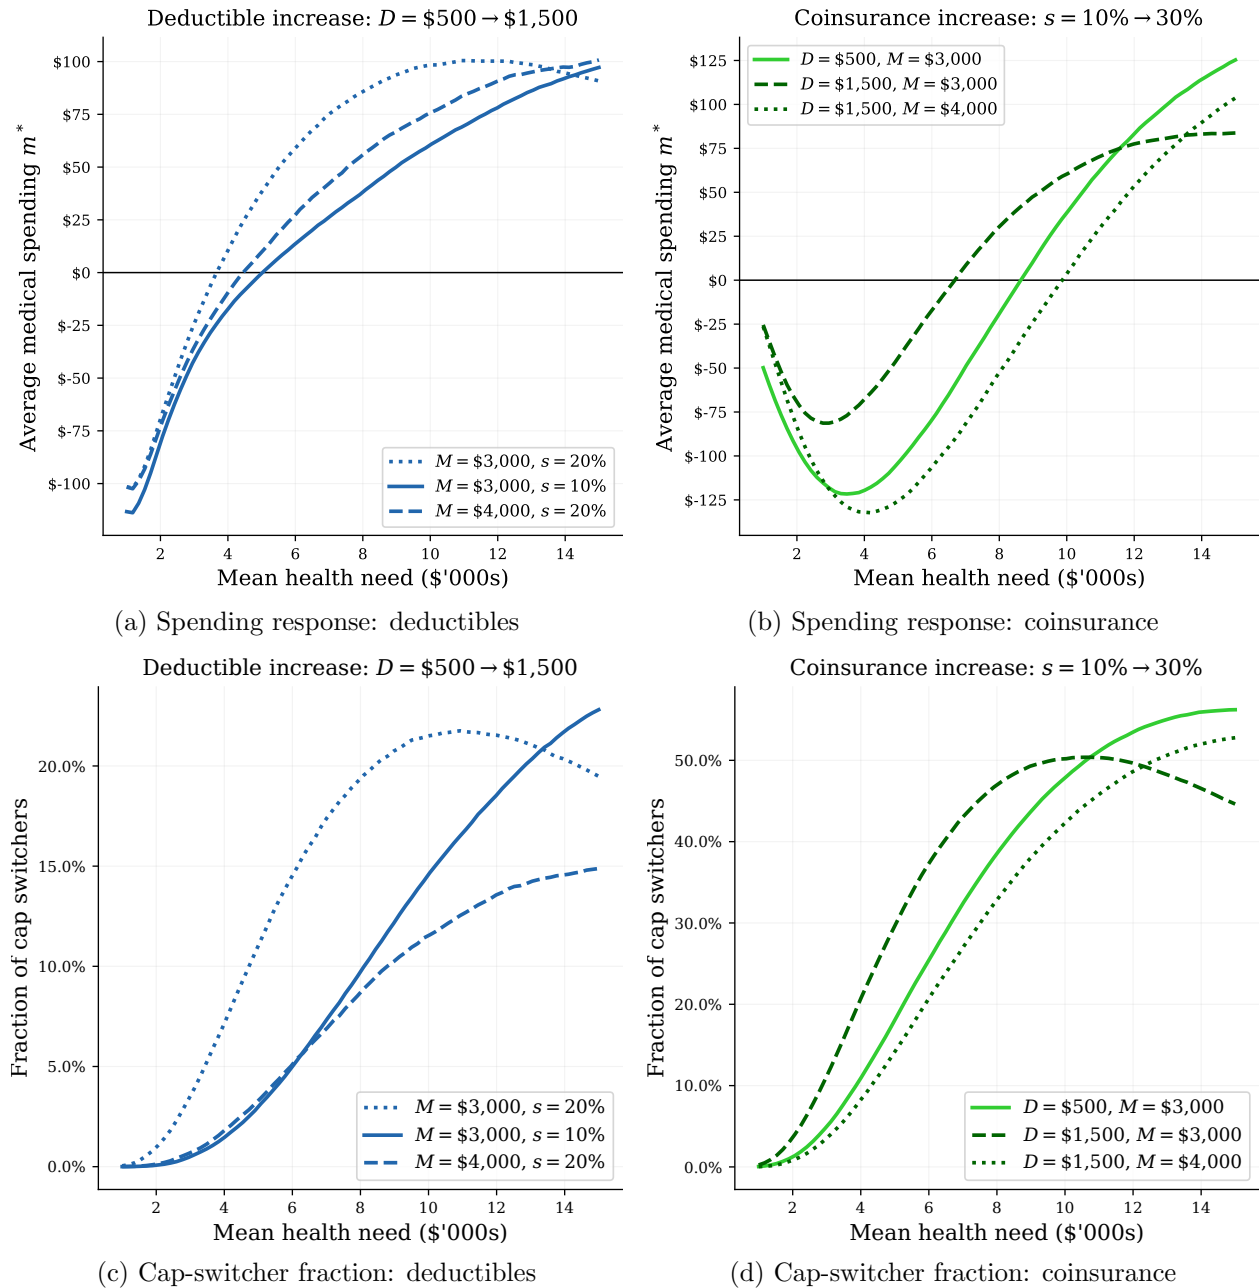 Deductible increase: D = $500 → $1,500
Average medical spending m*
$100
$75
$50
$25
$0
$-25
$-50
$-75
$-100
M = $3,000, s = 20%
M = $3,000, s = 10%
M = $4,000, s = 20%
2 4 6 8 10 12 14
Mean health need ($'000s)
(a) Spending response: deductibles
Coinsurance increase: s = 10% → 30%
Average medical spending m*
$125
$100
$75
$50
$25
$0
$-25
$-50
$-75
$-100
$-125
D = $500, M = $3,000
D = $1,500, M = $3,000
D = $1,500, M = $4,000
2 4 6 8 10 12 14
Mean health need ($'000s)
(b) Spending response: coinsurance
Deductible increase: D = $500 → $1,500
Fraction of cap switchers
20.0%
15.0%
10.0%
5.0%
0.0%
M = $3,000, s = 20%
M = $3,000, s = 10%
M = $4,000, s = 20%
2 4 6 8 10 12 14
Mean health need ($'000s)
(c) Cap-switcher fraction: deductibles
Coinsurance increase: s = 10% → 30%
Fraction of cap switchers
50.0%
40.0%
30.0%
20.0%
10.0%
0.0%
D = $500, M = $3,000
D = $1,500, M = $3,000
D = $1,500, M = $4,000
2 4 6 8 10 12 14
Mean health need ($'000s)
(d) Cap-switcher fraction: coinsurance